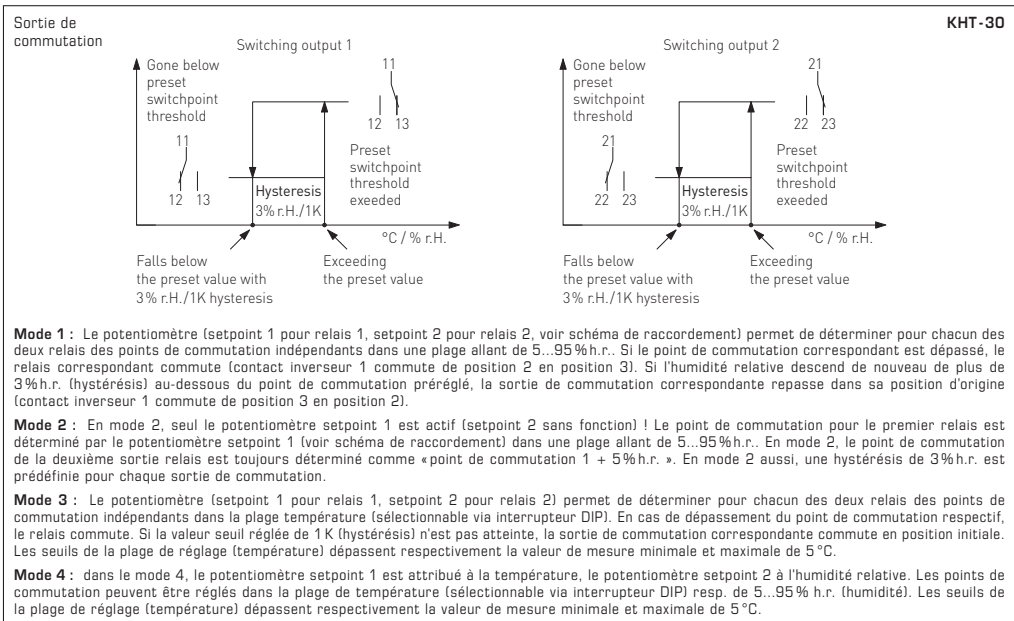 Sortie de
commutation
KHT-30
Switching output 1
Gone below
preset
switchpoint
threshold
11
12 13
11
12 13
Preset
switchpoint
threshold
exeeded
Hysteresis
3% r.H./1K
°C / % r.H.
Falls below
the preset value with
3% r.H./1K hysteresis
Exceeding
the preset value
Switching output 2
Gone below
preset
switchpoint
threshold
21
22 23
21
22 23
Preset
switchpoint
threshold
exeeded
Hysteresis
3% r.H./1K
°C / % r.H.
Falls below
the preset value with
3% r.H./1K hysteresis
Exceeding
the preset value
Mode 1 : Le potentiomètre (setpoint 1 pour relais 1, setpoint 2 pour relais 2, voir schéma de raccordement) permet de déterminer pour chacun des
deux relais des points de commutation indépendants dans une plage allant de 5...95%h.r.. Si le point de commutation correspondant est dépassé, le
relais correspondant commute (contact inverseur 1 commute de position 2 en position 3). Si l'humidité relative descend de nouveau de plus de
3%h.r. (hystérésis) au-dessous du point de commutation préréglé, la sortie de commutation correspondante repasse dans sa position d'origine
(contact inverseur 1 commute de position 3 en position 2).
Mode 2 : En mode 2, seul le potentiomètre setpoint 1 est actif (setpoint 2 sans fonction) ! Le point de commutation pour le premier relais est
déterminé par le potentiomètre setpoint 1 (voir schéma de raccordement) dans une plage allant de 5...95%h.r.. En mode 2, le point de commutation
de la deuxième sortie relais est toujours déterminé comme «point de commutation 1 + 5%h.r. ». En mode 2 aussi, une hystérésis de 3%h.r. est
prédéfinie pour chaque sortie de commutation.
Mode 3 : Le potentiomètre (setpoint 1 pour relais 1, setpoint 2 pour relais 2) permet de déterminer pour chacun des deux relais des points de
commutation indépendants dans la plage température (sélectionnable via interrupteur DIP). En cas de dépassement du point de commutation respectif,
le relais commute. Si la valeur seuil réglée de 1 K (hystérésis) n'est pas atteinte, la sortie de commutation correspondante commute en position initiale.
Les seuils de la plage de réglage (température) dépassent respectivement la valeur de mesure minimale et maximale de 5°C.
Mode 4 : dans le mode 4, le potentiomètre setpoint 1 est attribué à la température, le potentiomètre setpoint 2 à l'humidité relative. Les points de
commutation peuvent être réglés dans la plage de température (sélectionnable via interrupteur DIP) resp. de 5...95% h.r. (humidité). Les seuils de
la plage de réglage (température) dépassent respectivement la valeur de mesure minimale et maximale de 5°C.